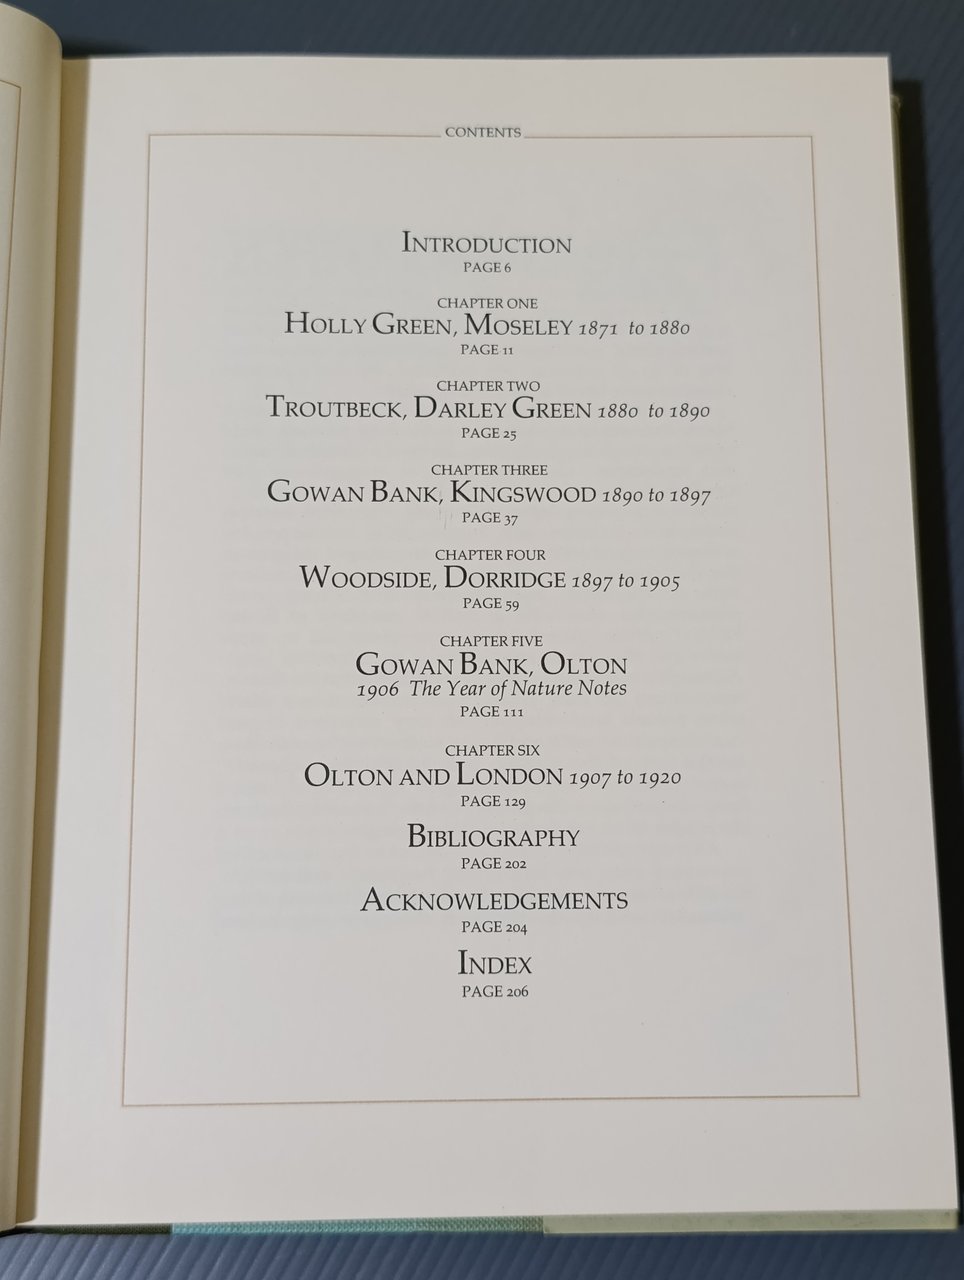 CONTENTS
INTRODUCTION
PAGE 6
CHAPTER ONE
HOLLY GREEN, MOSELEY 1871 to 1880
PAGE 11
CHAPTER TWO
TROUTBECK, DARLEY GREEN 1880 to 1890
PAGE 25
CHAPTER THREE
GOWAN BANK, KINGSWOOD 1890 to 1897
PAGE 37
CHAPTER FOUR
WOODSIDE, DORRIDGE 1897 to 1905
PAGE 59
CHAPTER FIVE
GOWAN BANK, OLTON
1906 The Year of Nature Notes
PAGE 111
CHAPTER SIX
OLTON AND LONDON 1907 to 1920
PAGE 129
BIBLIOGRAPHY
PAGE 202
ACKNOWLEDGEMENTS
PAGE 204
INDEX
PAGE 206